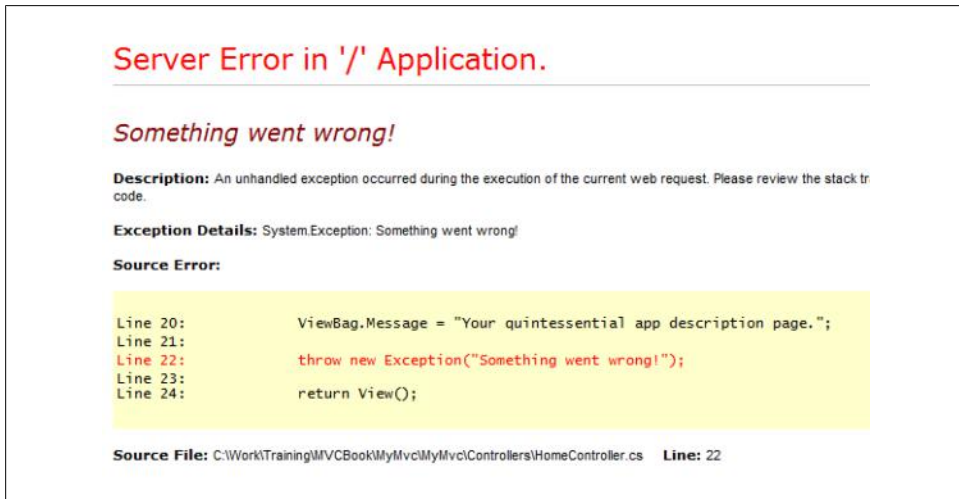 Server Error in '/' Application.
Something went wrong!
Description: An unhandled exception occurred during the execution of the current web request. Please review the stack tr
code.
Exception Details: System.Exception: Something went wrong!
Source Error:
Line 20: ViewBag.Message = "Your quintessential app description page.";
Line 21:
Line 22: throw new Exception("Something went wrong!");
Line 23:
Line 24: return View();
Source File: C:\Work\Training\MVCBook\MyMvc\MyMvc\Controllers\HomeController.cs Line: 22